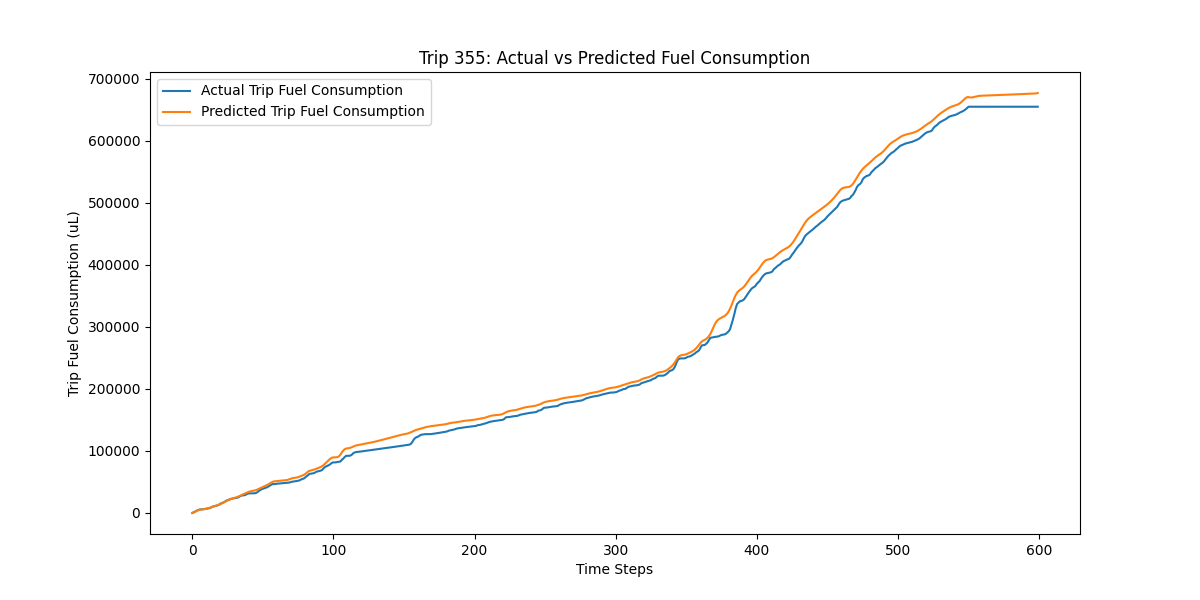 Trip 355: Actual vs Predicted Fuel Consumption
Actual Trip Fuel Consumption
Predicted Trip Fuel Consumption
Trip Fuel Consumption (uL)
700000
600000
500000
400000
300000
200000
100000
0
0 100 200 300 400 500 600
Time Steps